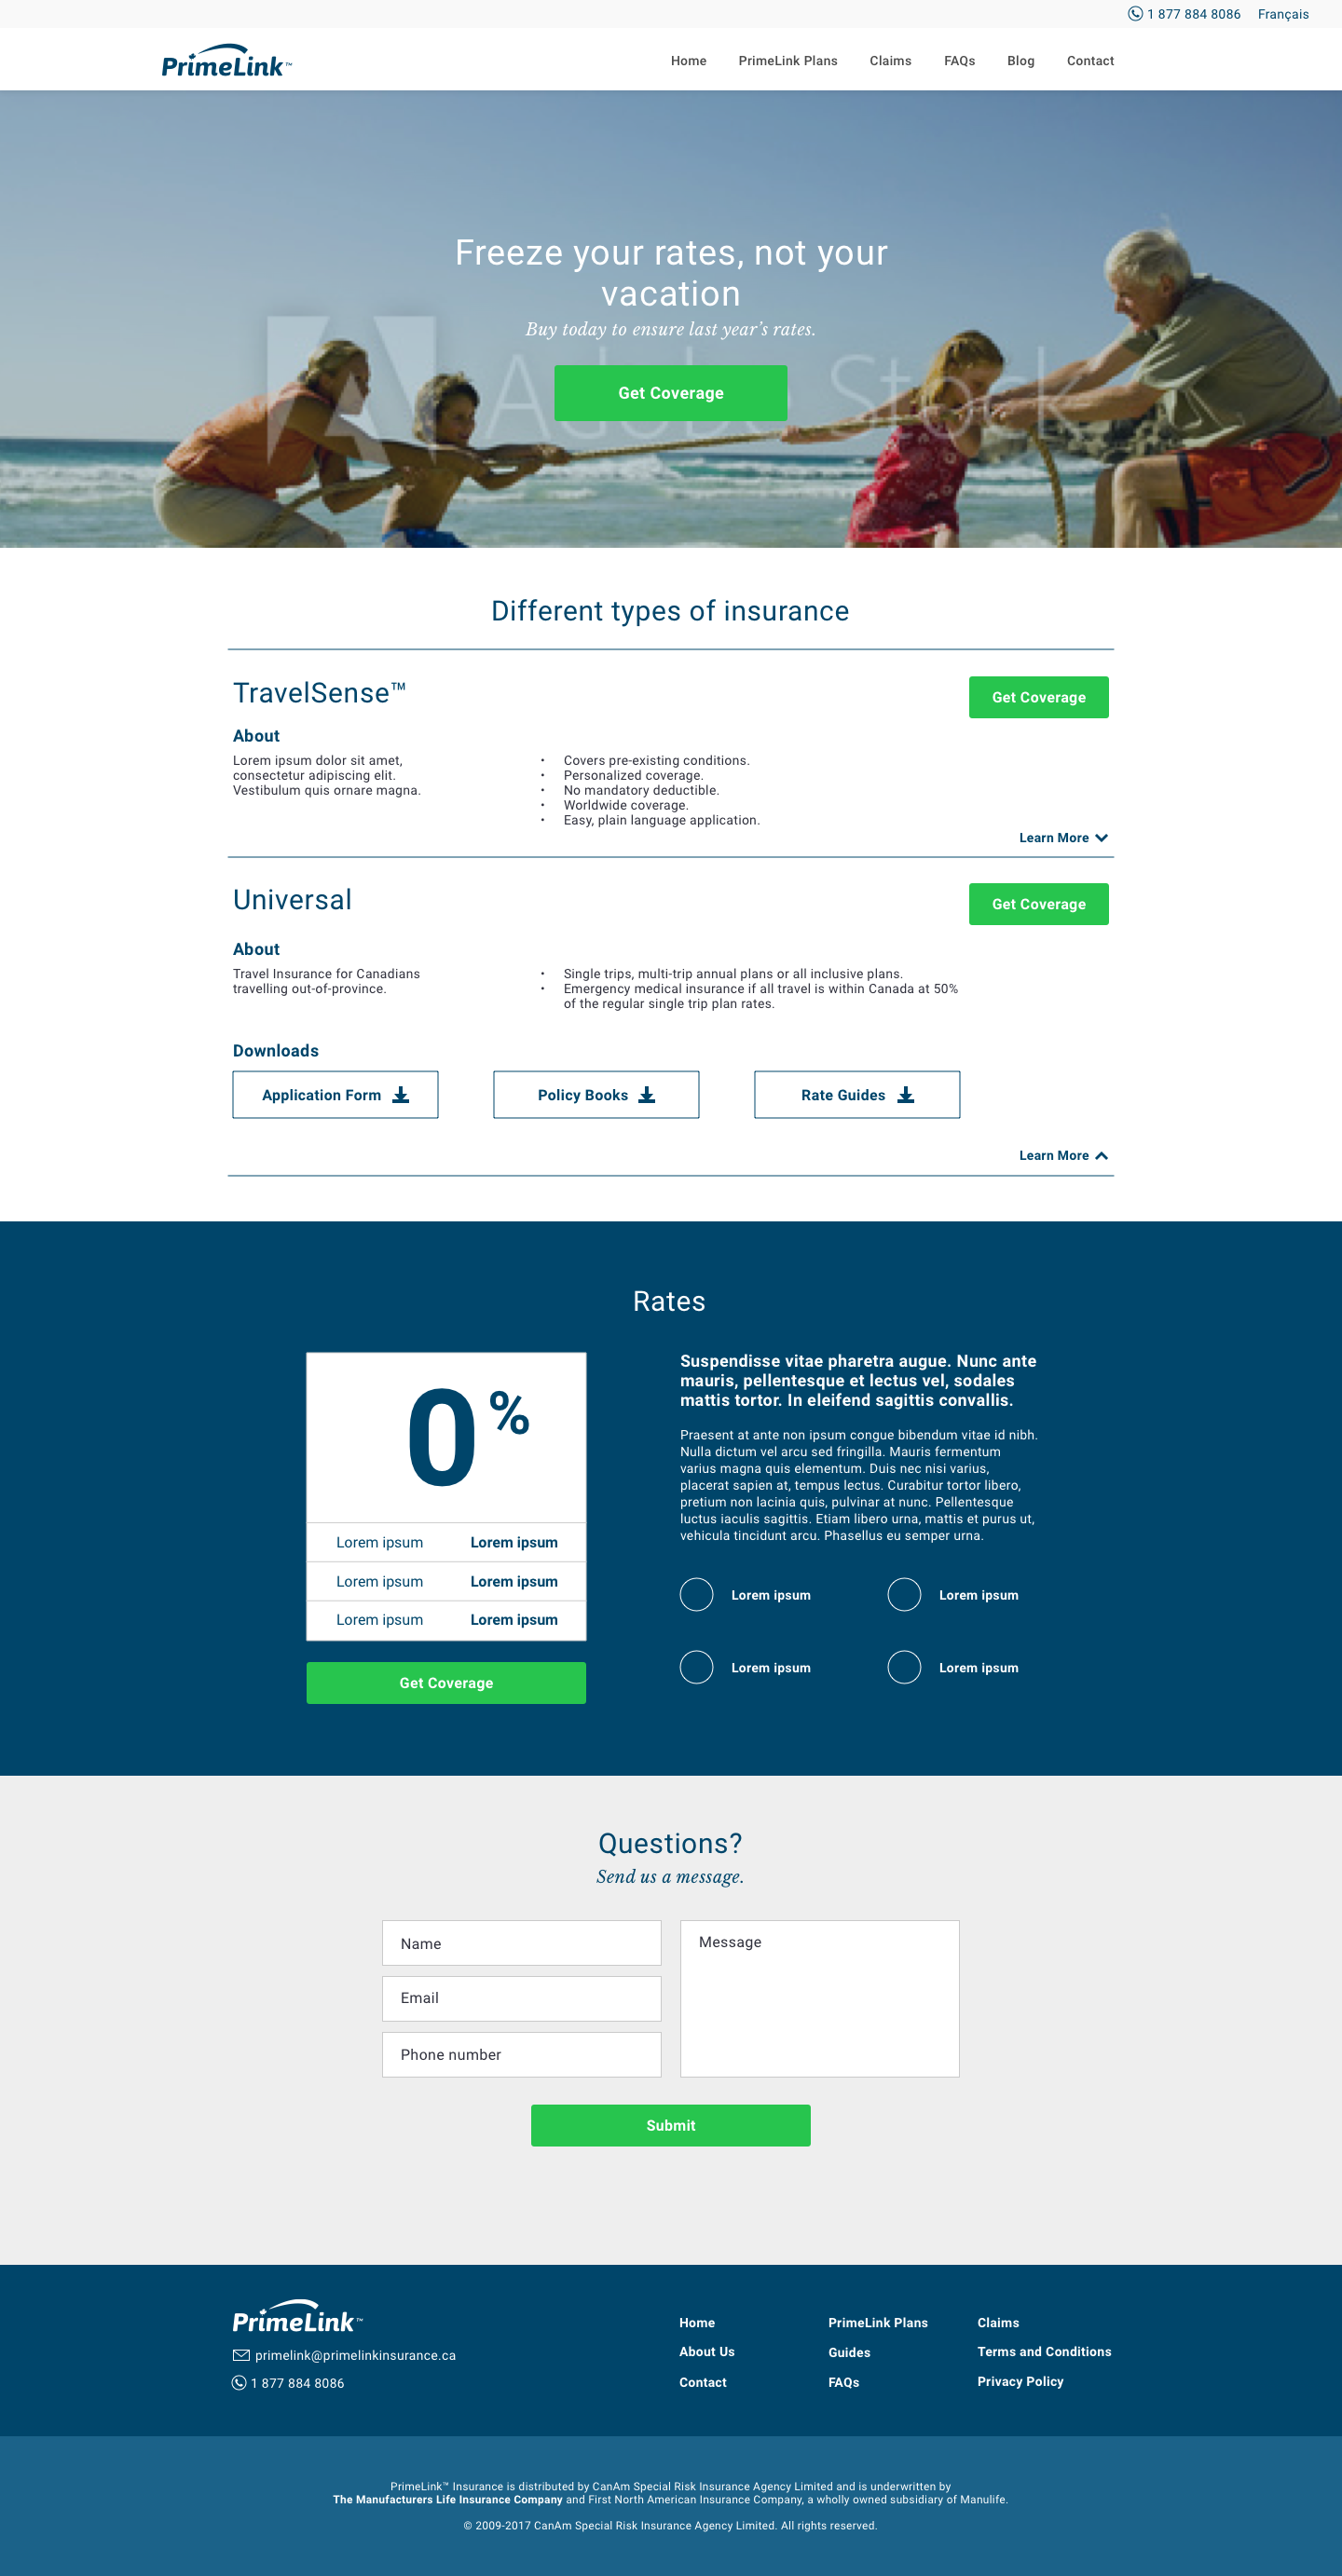 1 877 884 8086 Français
PrimeLink™
Home PrimeLink Plans Claims FAQs Blog Contact
Freeze your rates, not your
vacation
Buy today to ensure last year's rates.
Adobe Stock
Get Coverage
Different types of insurance
TravelSense™
Get Coverage
About
Lorem ipsum dolor sit amet,
consectetur adipiscing elit.
Vestibulum quis ornare magna.
• Covers pre-existing conditions.
• Personalized coverage.
• No mandatory deductible.
• Worldwide coverage.
• Easy, plain language application.
Learn More
Universal
Get Coverage
About
Travel Insurance for Canadians
travelling out-of-province.
• Single trips, multi-trip annual plans or all inclusive plans.
• Emergency medical insurance if all travel is within Canada at 50%
of the regular single trip plan rates.
Downloads
Application Form
Policy Books
Rate Guides
Learn More
Rates
0%
Lorem ipsum Lorem ipsum
Lorem ipsum Lorem ipsum
Lorem ipsum Lorem ipsum
Get Coverage
Suspendisse vitae pharetra augue. Nunc ante
mauris, pellentesque et lectus vel, sodales
mattis tortor. In eleifend sagittis convallis.
Praesent at ante non ipsum congue bibendum vitae id nibh.
Nulla dictum vel arcu sed fringilla. Mauris fermentum
varius magna quis elementum. Duis nec nisi varius,
placerat sapien at, tempus lectus. Curabitur tortor libero,
pretium non lacinia quis, pulvinar at nunc. Pellentesque
luctus iaculis sagittis. Etiam libero urna, mattis et purus ut,
vehicula tincidunt arcu. Phasellus eu semper urna.
Lorem ipsum Lorem ipsum
Lorem ipsum Lorem ipsum
Questions?
Send us a message.
Name
Email
Phone number
Message
Submit
PrimeLink™
primelink@primelinkinsurance.ca
1 877 884 8086
Home PrimeLink Plans Claims
About Us Guides Terms and Conditions
Contact FAQs Privacy Policy
PrimeLink™ Insurance is distributed by CanAm Special Risk Insurance Agency Limited and is underwritten by
The Manufacturers Life Insurance Company and First North American Insurance Company, a wholly owned subsidiary of Manulife.
© 2009-2017 CanAm Special Risk Insurance Agency Limited. All rights reserved.